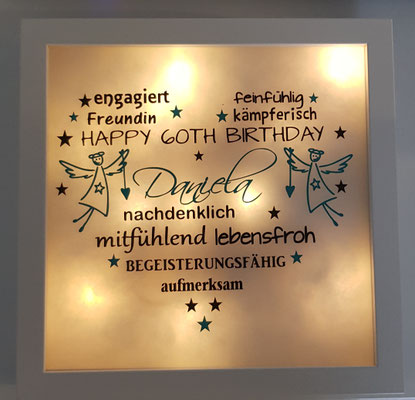 engagiert feinfühlig
Freundin kämpferisch
HAPPY 60TH BIRTHDAY
Daniela
nachdenklich
mitfühlend lebensfroh
BEGEISTERUNGSFÄHIG
aufmerksam